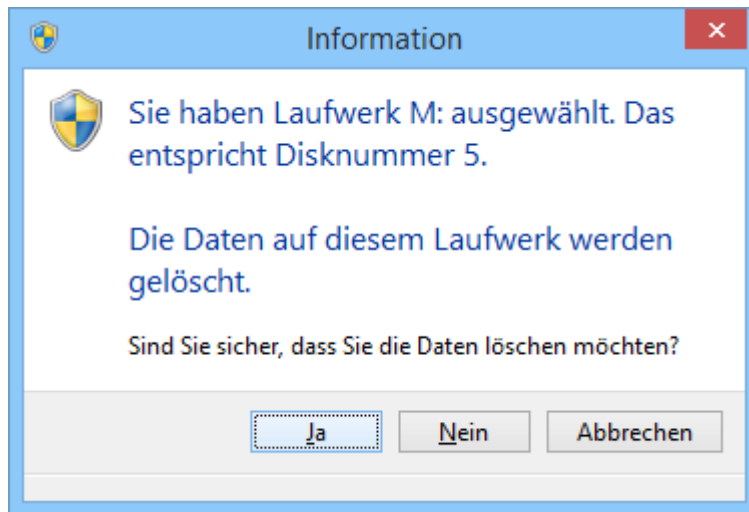 Information
Sie haben Laufwerk M: ausgewählt. Das
entspricht Disknummer 5.
Die Daten auf diesem Laufwerk werden
gelöscht.
Sind Sie sicher, dass Sie die Daten löschen möchten?
Ja
Nein
Abbrechen